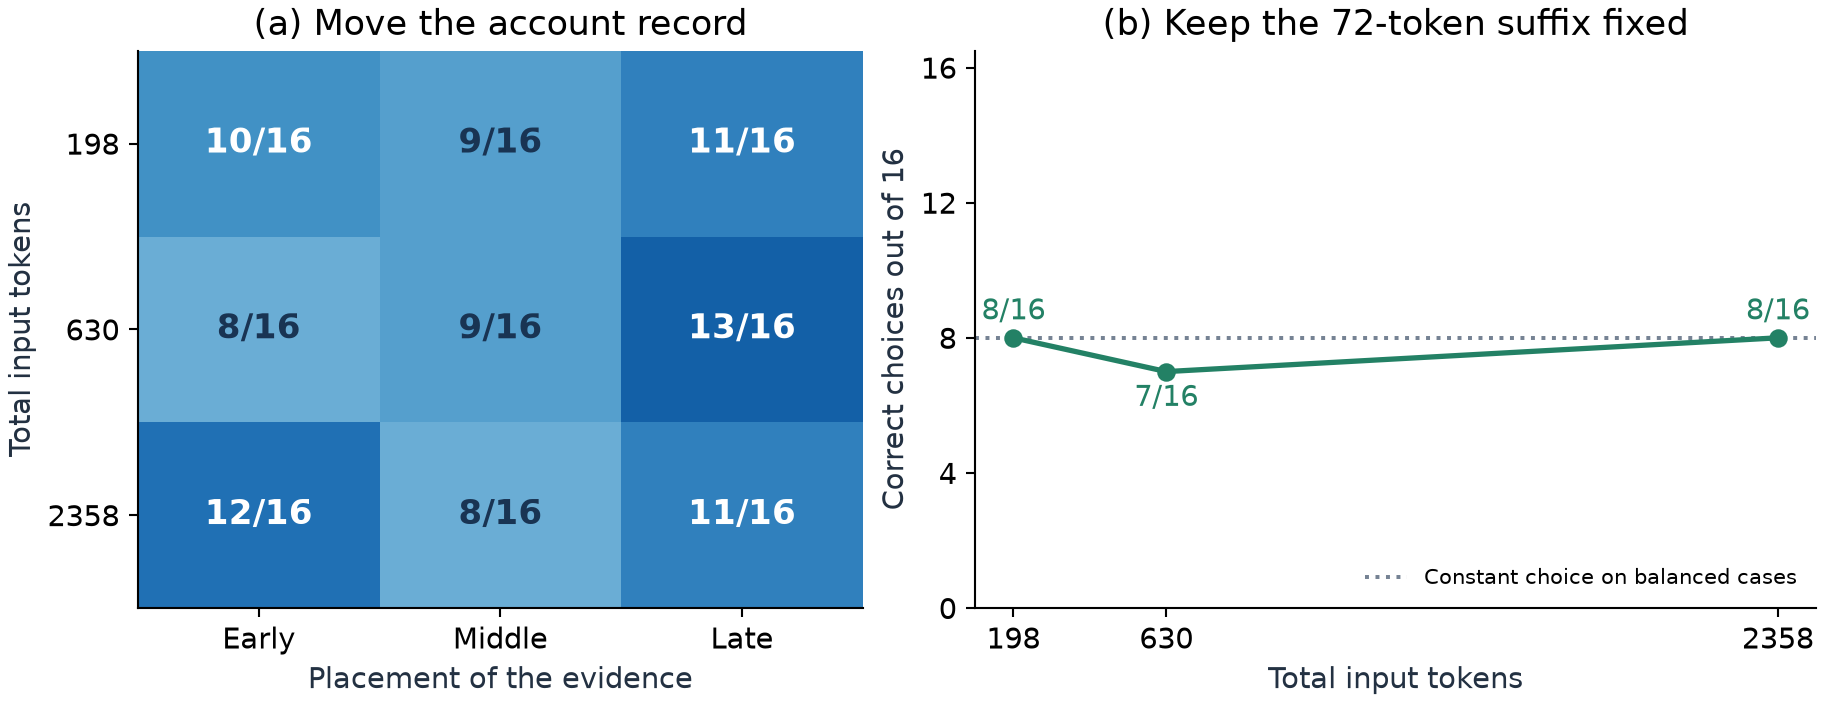 (a) Move the account record
Total input tokens
198
630
2358
10/16
9/16
11/16
8/16
9/16
13/16
12/16
8/16
11/16
Early
Middle
Late
Placement of the evidence
(b) Keep the 72-token suffix fixed
Correct choices out of 16
16
12
8
4
0
8/16
7/16
8/16
Constant choice on balanced cases
198
630
2358
Total input tokens